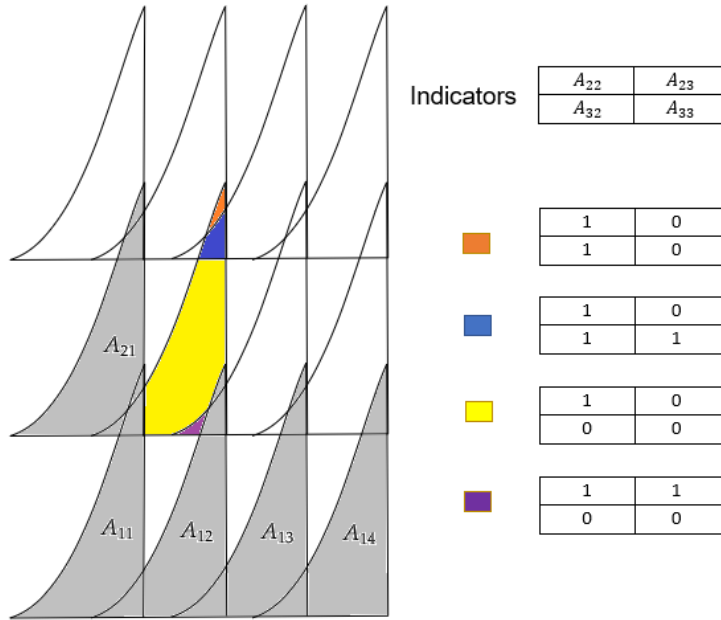 Indicators
A₂₂ A₂₃
A₃₂ A₃₃
1 0
1 0
1 0
1 1
A₂₁
1 0
0 0
1 1
0 0
A₁₁ A₁₂ A₁₃ A₁₄